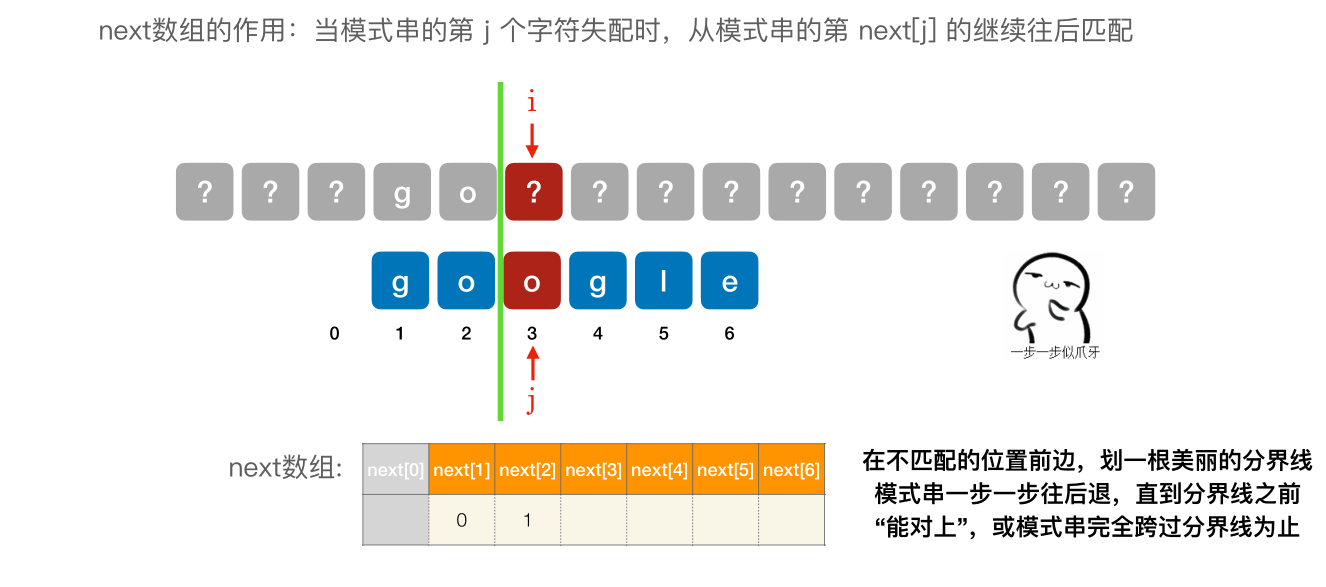 next数组的作用：当模式串的第 j 个字符失配时，从模式串的第 next[j] 的继续往后匹配
i
? ? ? g o ? ? ? ? ? ? ? ? ? ?
g o o g l e
0 1 2 3 4 5 6
一步一步似爪牙
j
next数组: next[0] next[1] next[2] next[3] next[4] next[5] next[6]
0 1
在不匹配的位置前边，划一根美丽的分界线
模式串一步一步往后退，直到分界线之前
“能对上”，或模式串完全跨过分界线为止